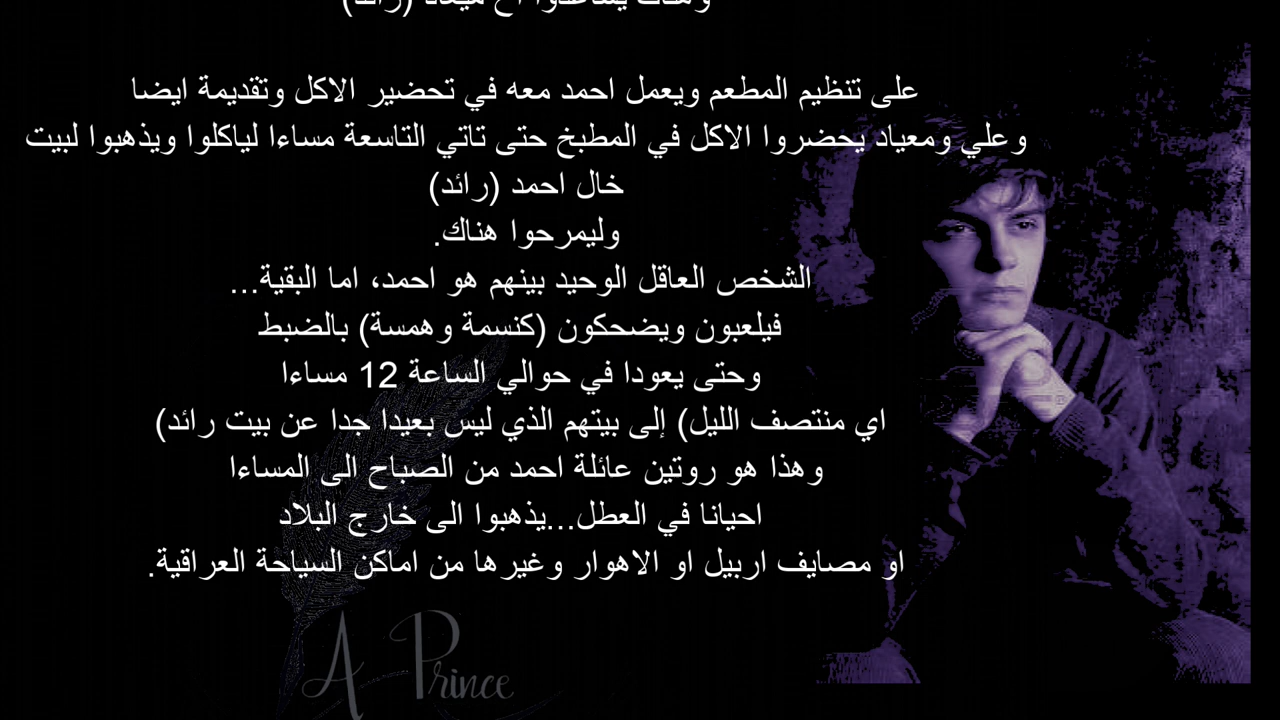 (رائد)
على تنظيم المطعم ويعمل احمد معه في تحضير الاكل وتقديمة ايضا
وعلي ومعياد يحضروا الاكل في المطبخ حتى تاتي التاسعة مساءا لياكلوا ويذهبوا لبيت
خال احمد (رائد)
وليمرحوا هناك.
الشخص العاقل الوحيد بينهم هو احمد، اما البقية...
فيلعبون ويضحكون (كنسمة وهمسة) بالضبط
وحتى يعودا في حوالي الساعة 12 مساءا
اي منتصف الليل) إلى بيتهم الذي ليس بعيدا جدا عن بيت رائد)
وهذا هو روتين عائلة احمد من الصباح الى المساءا
احيانا في العطل...يذهبوا الى خارج البلاد
او مصايف اربيل او الاهوار وغيرها من اماكن السياحة العراقية.
A Prince